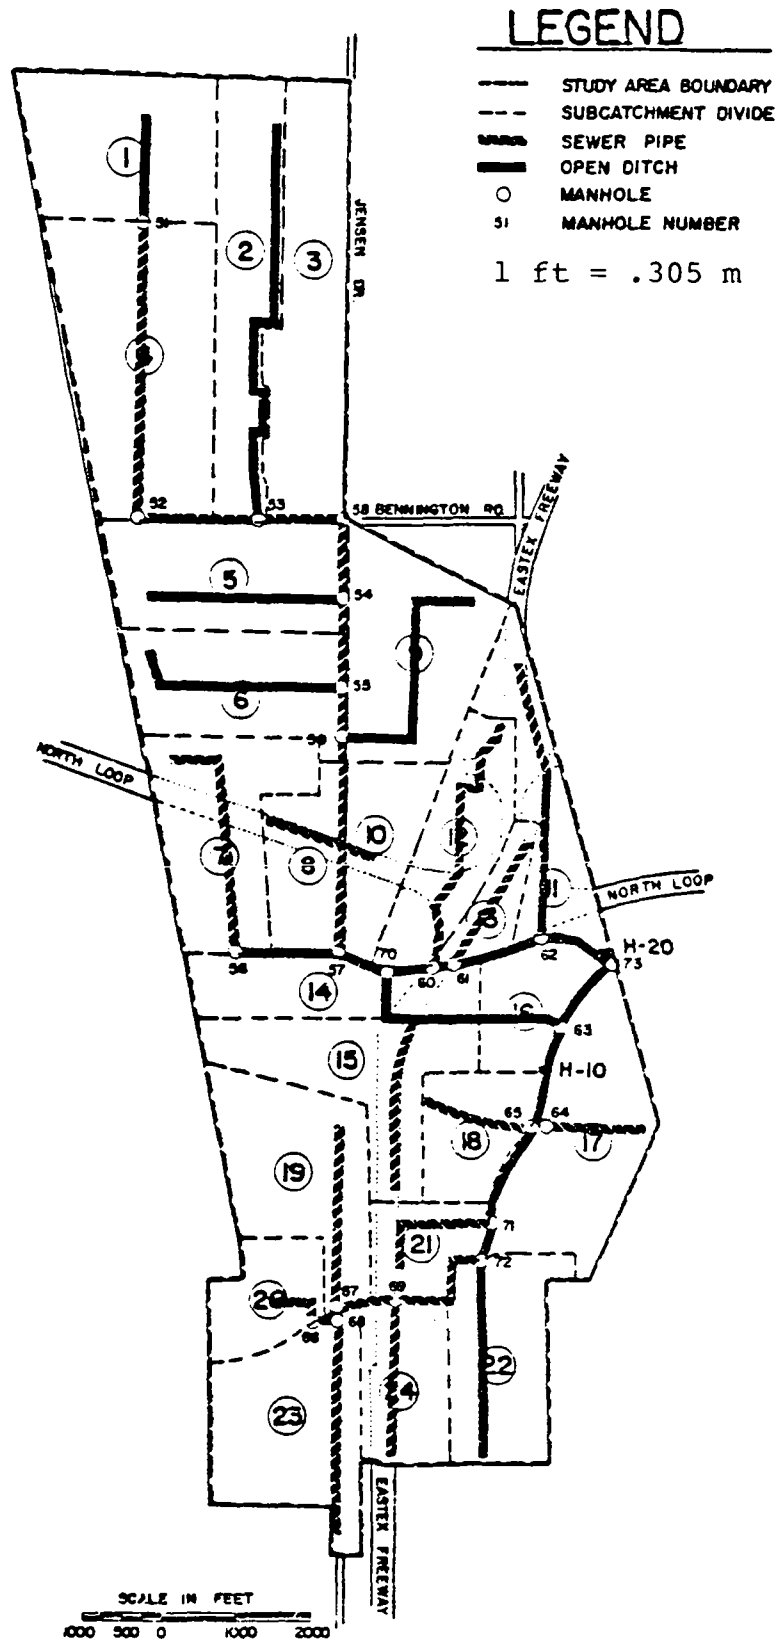 LEGEND
STUDY AREA BOUNDARY
SUBCATCHMENT DIVIDE
SEWER PIPE
OPEN DITCH
MANHOLE
51 MANHOLE NUMBER
1 ft = .305 m
1
51
2
3
JENSEN DR.
52
53
58 BENNINGTON RD.
EASTEX FREEWAY
5
54
6
55
NORTH LOOP
10
8
NORTH LOOP
56
57
70
60
61
62
H-20
73
14
63
15
H-10
65
64
18
17
19
71
21
72
67
69
68
66
22
23
EASTEX FREEWAY
SCALE IN FEET
1000 500 0 1000 2000